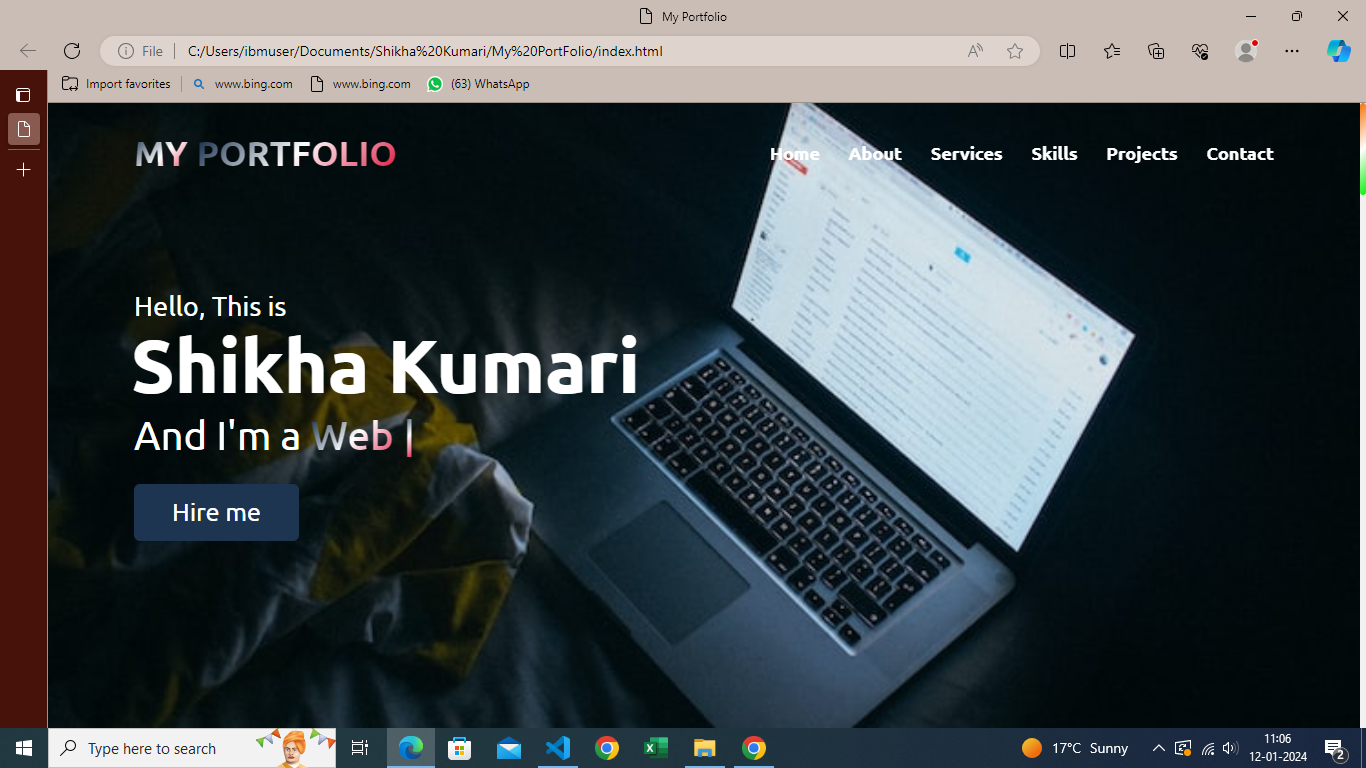 My Portfolio
File
C:/Users/ibmuser/Documents/Shikha%20Kumari/My%20PortFolio/index.html
Import favorites
www.bing.com
www.bing.com
(63) WhatsApp
MY PORTFOLIO
Home About Services Skills Projects Contact
Hello, This is
Shikha Kumari
And I'm a Web |
Hire me
Type here to search
17°C Sunny
11:06
12-01-2024
2